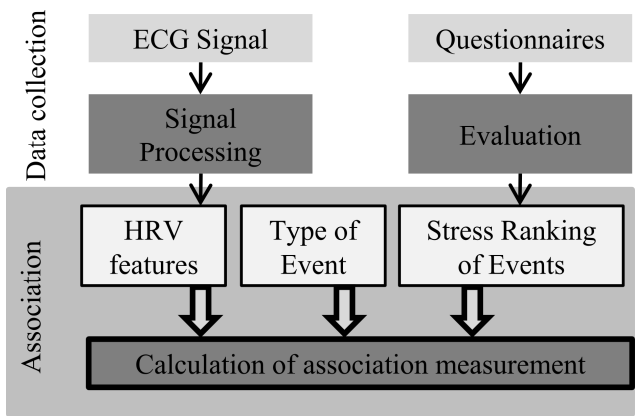 Data collection
ECG Signal
Questionnaires
Signal
Processing
Evaluation
Association
HRV
features
Type of
Event
Stress Ranking
of Events
Calculation of association measurement